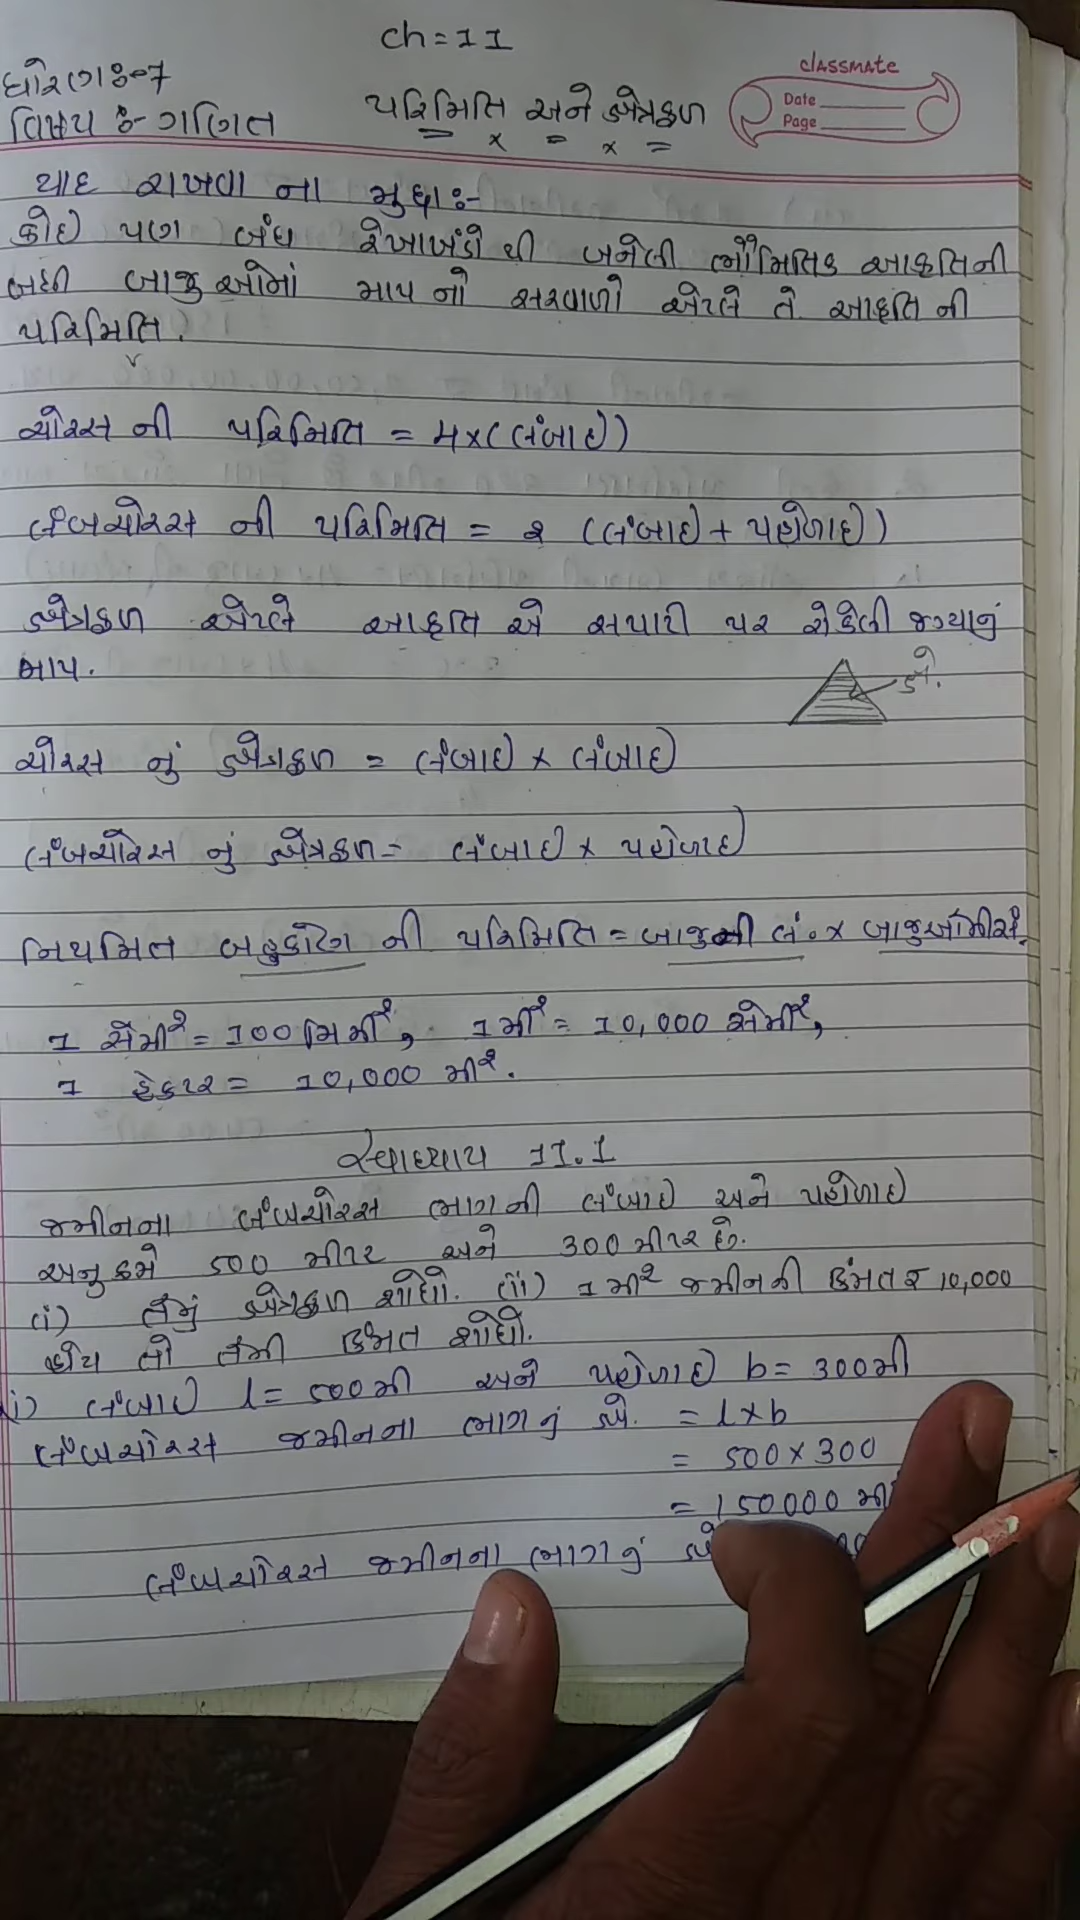 ch = 11
ધોરણ :- 7
classmate
Date
Page
વિષય :- ગણિત
પરિમિતિ અને ક્ષેત્રફળ
યાદ રાખવા ના મુદ્દા :-
કોઈ પણ બંધ રેખાખંડો થી બનેલી ભૌમિતિક આકૃતિની
બધી બાજુઓમાં માપ નો સરવાળો એટલે તે આકૃતિ ની
પરિમિતિ.
ચોરસ ની પરિમિતિ = 4 × (લંબાઈ)
લંબચોરસ ની પરિમિતિ = ૨ (લંબાઈ + પહોળાઈ)
ક્ષેત્રફળ એટલે આકૃતિ એ સપાટી પર રોકેલી જગ્યાનું
માપ.
ક્ષે.
ચોરસ નું ક્ષેત્રફળ = લંબાઈ × લંબાઈ
લંબચોરસ નું ક્ષેત્રફળ = લંબાઈ × પહોળાઈ
નિયમિત બહુકોણ ની પરિમિતિ = બાજુની લં. ×
1 સેમી² = 100 મિમી², 1 મી² = 10,000 સેમી²,
1 હેકટર = 10,000 મી².
સ્વાધ્યાય 11.1
જમીનના લંબચોરસ ભાગની લંબાઈ અને પહોળાઈ
અનુક્રમે 500 મીટર અને 300 મીટર છે.
(i) તેનું ક્ષેત્રફળ શોધો. (ii) 1 મી² જમીનની કિંમત ₹ 10,000
હોય તો તેની કિંમત શોધો.
i) લંબાઈ l = 500 મી અને પહોળાઈ b = 300 મી
લંબચોરસ જમીનના ભાગનું ક્ષે. = l × b
= 500 × 300
= 150000 મી
લંબચોરસ જમીનના ભાગનું ક્ષે